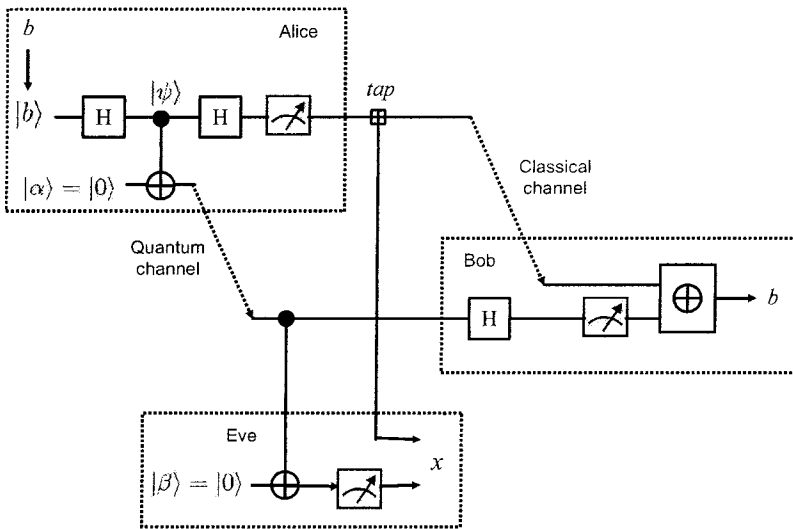 b
Alice
|ψ⟩
tap
|b⟩
H
H
|α⟩ = |0⟩
Classical
channel
Quantum
channel
Bob
H
b
Eve
x
|β⟩ = |0⟩